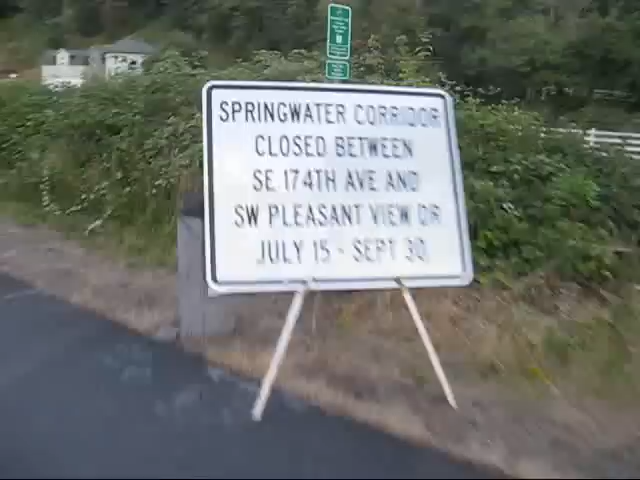 SPRINGWATER CORRIDOR
CLOSED BETWEEN
SE 174TH AVE AND
SW PLEASANT VIEW DR
JULY 15 - SEPT 30